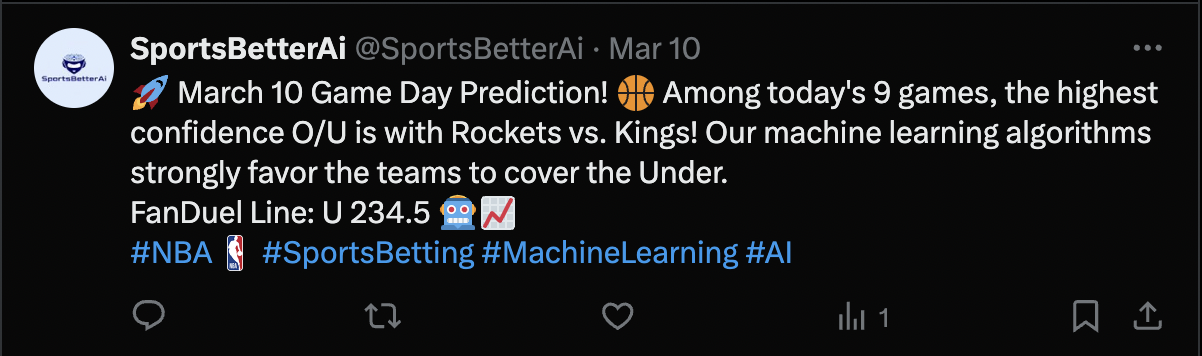 SportsBetterAi @SportsBetterAi · Mar 10
SportsBetterAi
🚀 March 10 Game Day Prediction! 🏀 Among today's 9 games, the highest
confidence O/U is with Rockets vs. Kings! Our machine learning algorithms
strongly favor the teams to cover the Under.
FanDuel Line: U 234.5 🤖📈
#NBA #SportsBetting #MachineLearning #AI
1